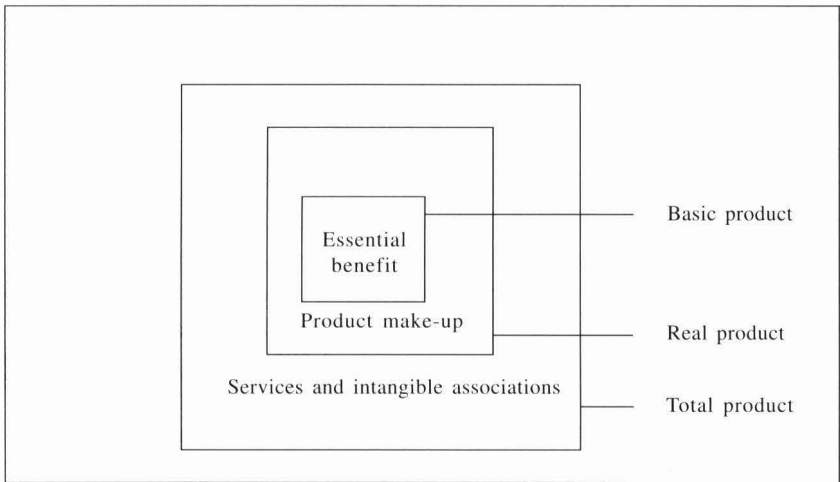 Basic product
Essential
benefit
Product make-up
Real product
Services and intangible associations
Total product